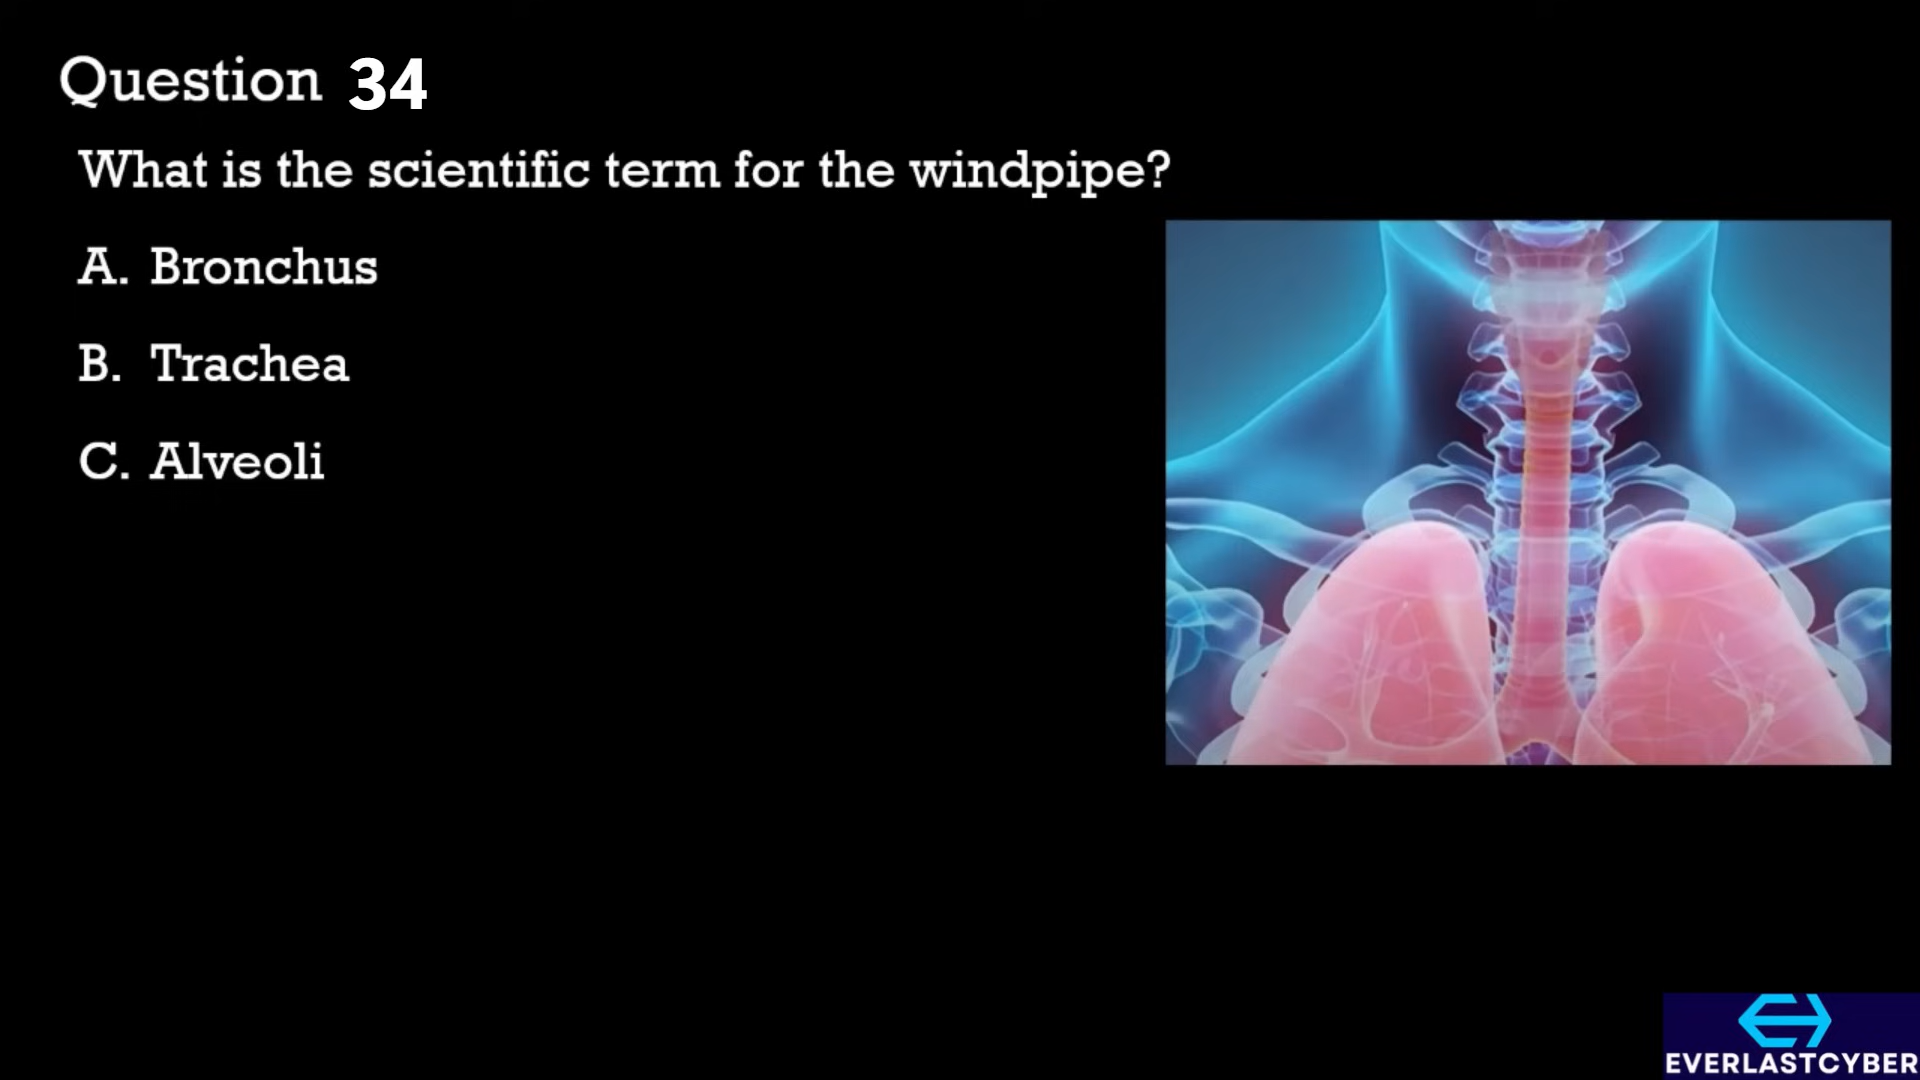 Question 34
What is the scientific term for the windpipe?
A. Bronchus
B. Trachea
C. Alveoli
EVERLASTCYBER